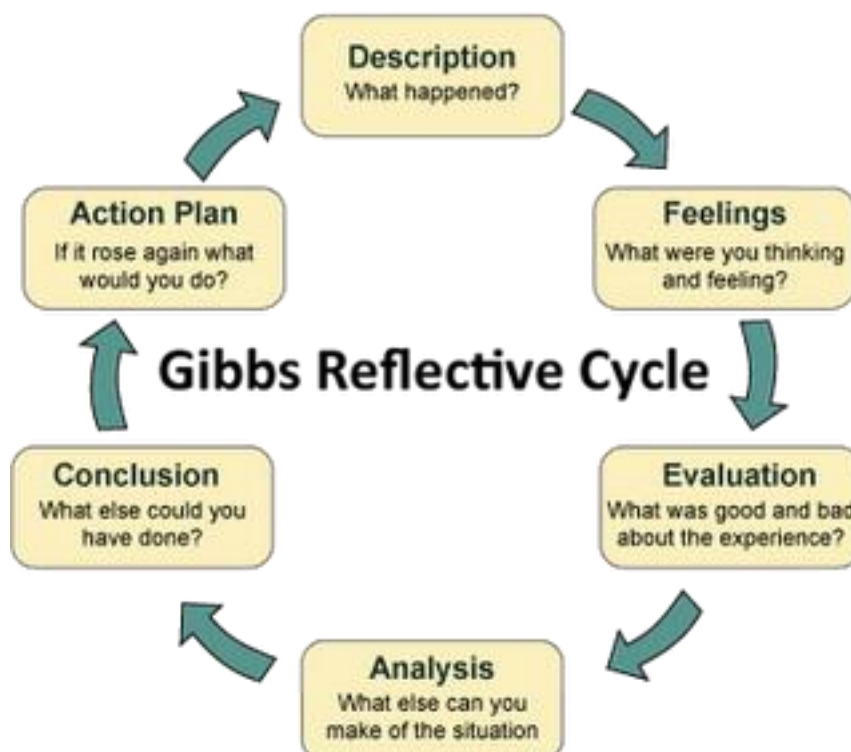 Description
What happened?
Feelings
What were you thinking
and feeling?
Evaluation
What was good and bad
about the experience?
Analysis
What else can you
make of the situation
Conclusion
What else could you
have done?
Action Plan
If it rose again what
would you do?
Gibbs Reflective Cycle